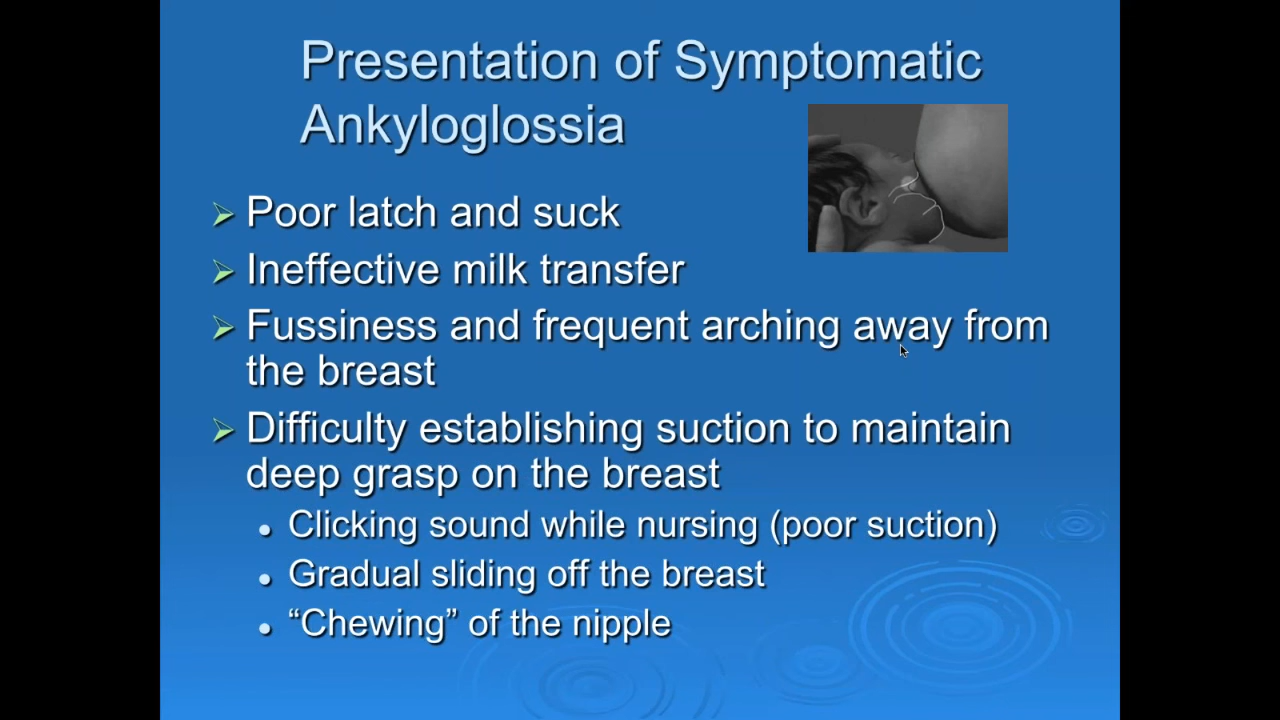 Presentation of Symptomatic
Ankyloglossia
Poor latch and suck
Ineffective milk transfer
Fussiness and frequent arching away from
the breast
Difficulty establishing suction to maintain
deep grasp on the breast
Clicking sound while nursing (poor suction)
Gradual sliding off the breast
“Chewing” of the nipple